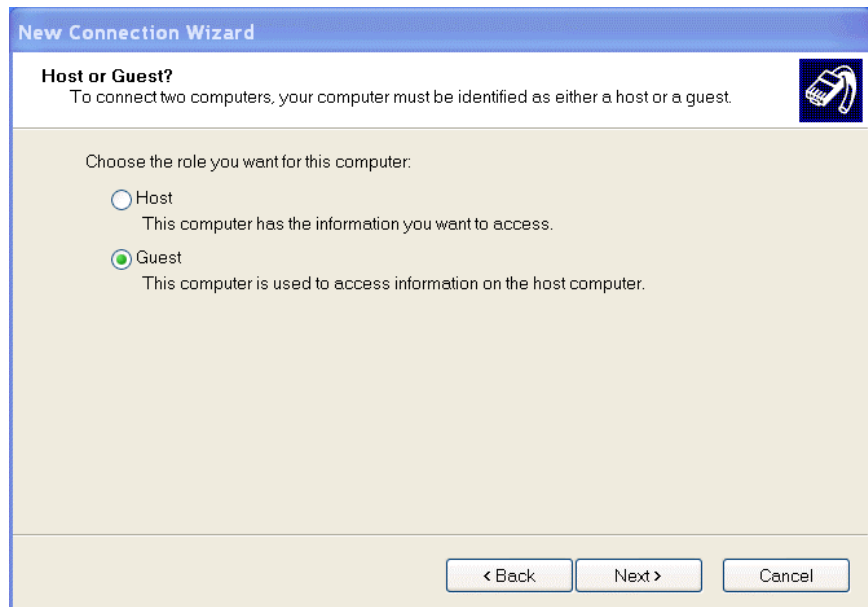 New Connection Wizard
Host or Guest?
To connect two computers, your computer must be identified as either a host or a guest.
Choose the role you want for this computer:
Host
This computer has the information you want to access.
Guest
This computer is used to access information on the host computer.
< Back
Next >
Cancel